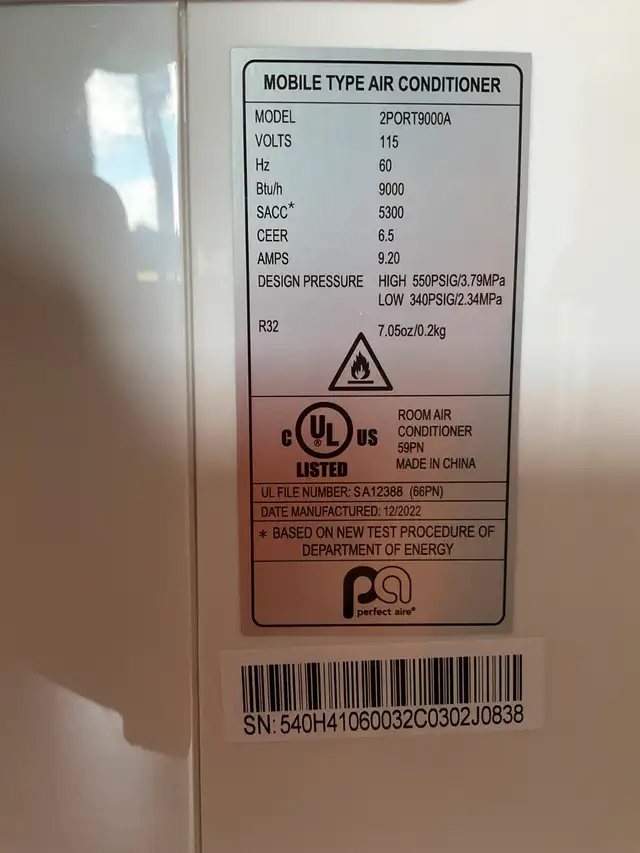 MOBILE TYPE AIR CONDITIONER
MODEL 2PORT9000A
VOLTS 115
Hz 60
Btu/h 9000
SACC* 5300
CEER 6.5
AMPS 9.20
DESIGN PRESSURE HIGH 550PSIG/3.79MPa
LOW 340PSIG/2.34MPa
R32 7.05oz/0.2kg
C UL® US
LISTED
ROOM AIR
CONDITIONER
59PN
MADE IN CHINA
UL FILE NUMBER: SA12388 (66PN)
DATE MANUFACTURED: 12/2022
* BASED ON NEW TEST PROCEDURE OF
DEPARTMENT OF ENERGY
pa
perfect aire®
SN: 540H41060032C0302J0838